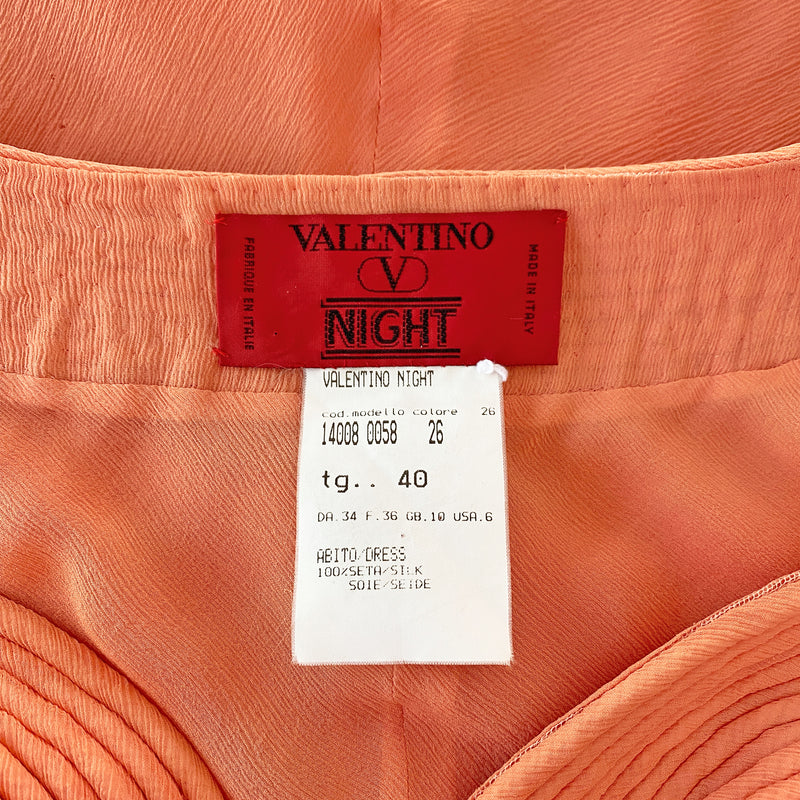 VALENTINO
V
NIGHT
FABRIQUE EN ITALIE
MADE IN ITALY
VALENTINO NIGHT
cod.modello colore 26
14008 0058 26
tg.. 40
DA.34 F.36 GB.10 USA.6
ABITO/DRESS
100%SETA/SILK
SOIE/SEIDE